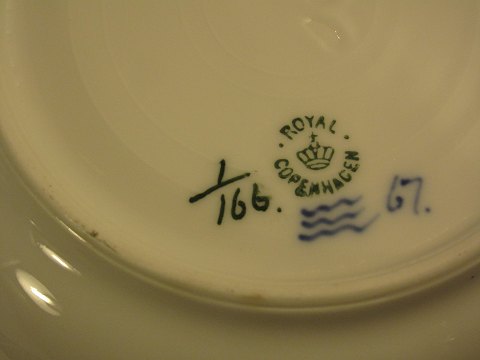 · ROYAL ·
COPENHAGEN
1/166.
67.